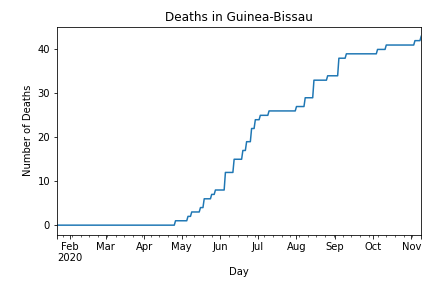 Deaths in Guinea-Bissau
Number of Deaths
40
30
20
10
0
Feb Mar Apr May Jun Jul Aug Sep Oct Nov
2020
Day